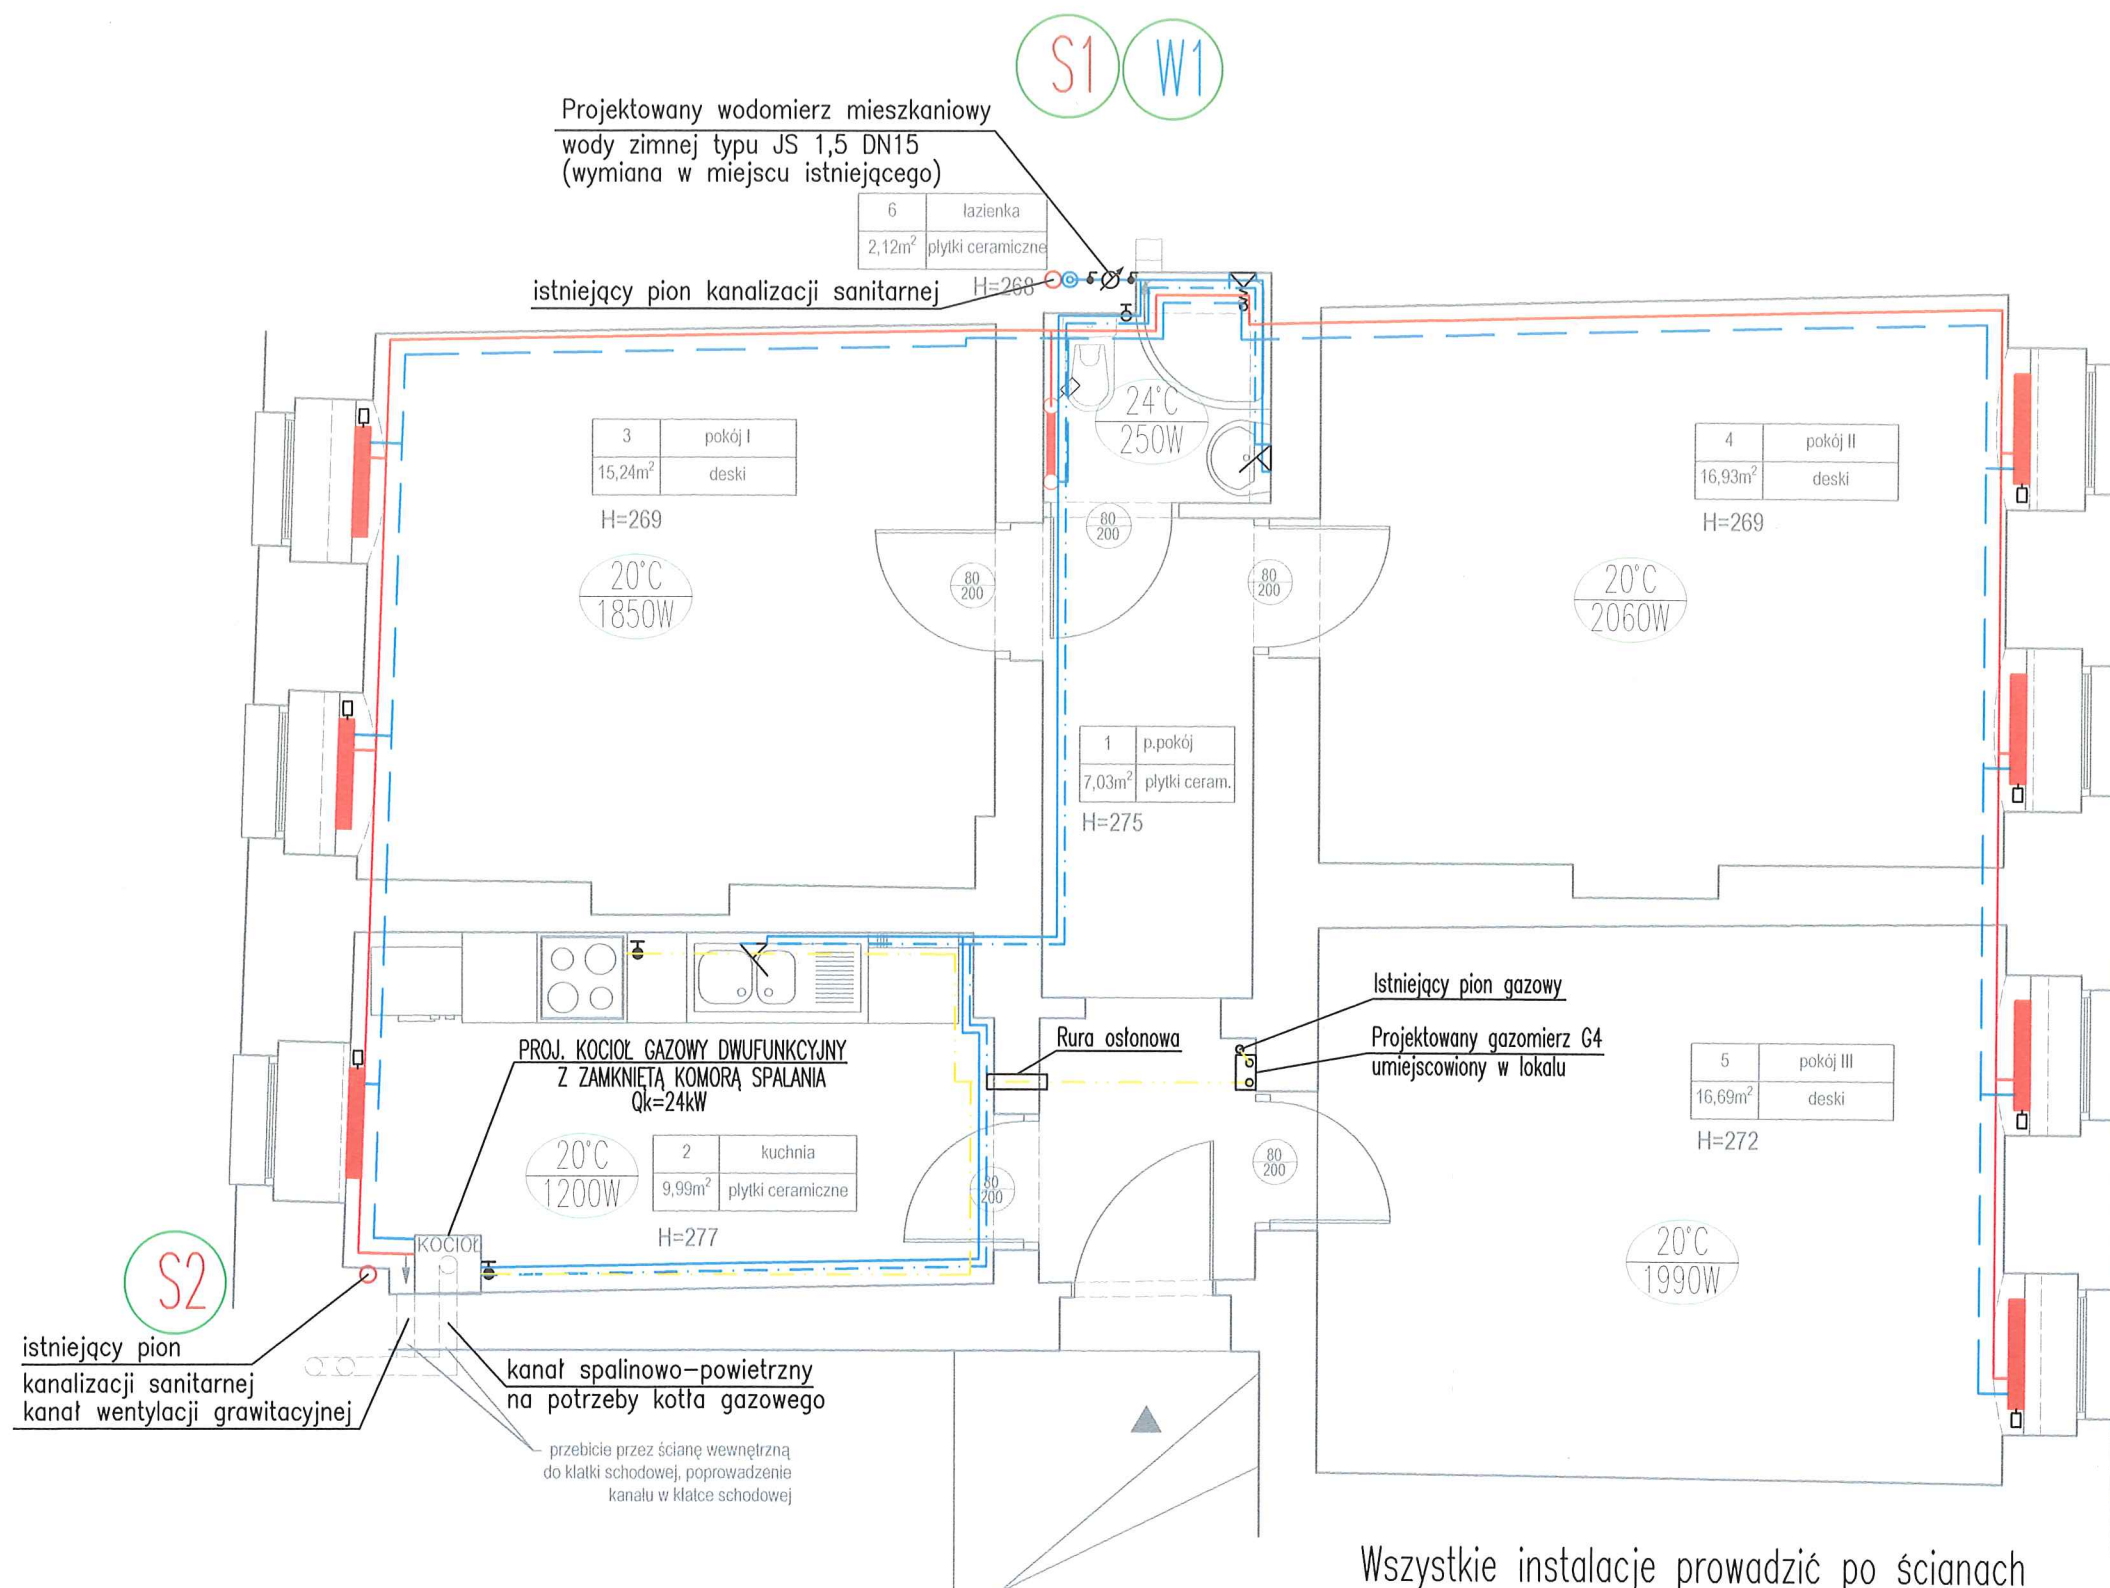 S1
W1
Projektowany wodomierz mieszkaniowy
wody zimnej typu JS 1,5 DN15
(wymiana w miejscu istniejącego)
6 łazienka
2,12m² płytki ceramiczne
H=268
istniejący pion kanalizacji sanitarnej
24°C
250W
3 pokój I
15,24m² deski
H=269
20°C
1850W
4 pokój II
16,93m² deski
H=269
20°C
2060W
80
200
80
200
80
200
1 p.pokój
7,03m² płytki ceram.
H=275
Istniejący pion gazowy
Rura osłonowa
Projektowany gazomierz G4
umiejscowiony w lokalu
PROJ. KOCIOŁ GAZOWY DWUFUNKCYJNY
Z ZAMKNIĘTĄ KOMORĄ SPALANIA
Qk=24kW
20°C
1200W
2 kuchnia
9,99m² płytki ceramiczne
H=277
80
200
80
200
5 pokój III
16,69m² deski
H=272
20°C
1990W
KOCIOŁ
S2
istniejący pion
kanalizacji sanitarnej
kanał wentylacji grawitacyjnej
kanał spalinowo-powietrzny
na potrzeby kotła gazowego
przebicie przez ścianę wewnętrzną
do klatki schodowej, poprowadzenie
kanału w klatce schodowej
Wszystkie instalacje prowadzić po ścianach